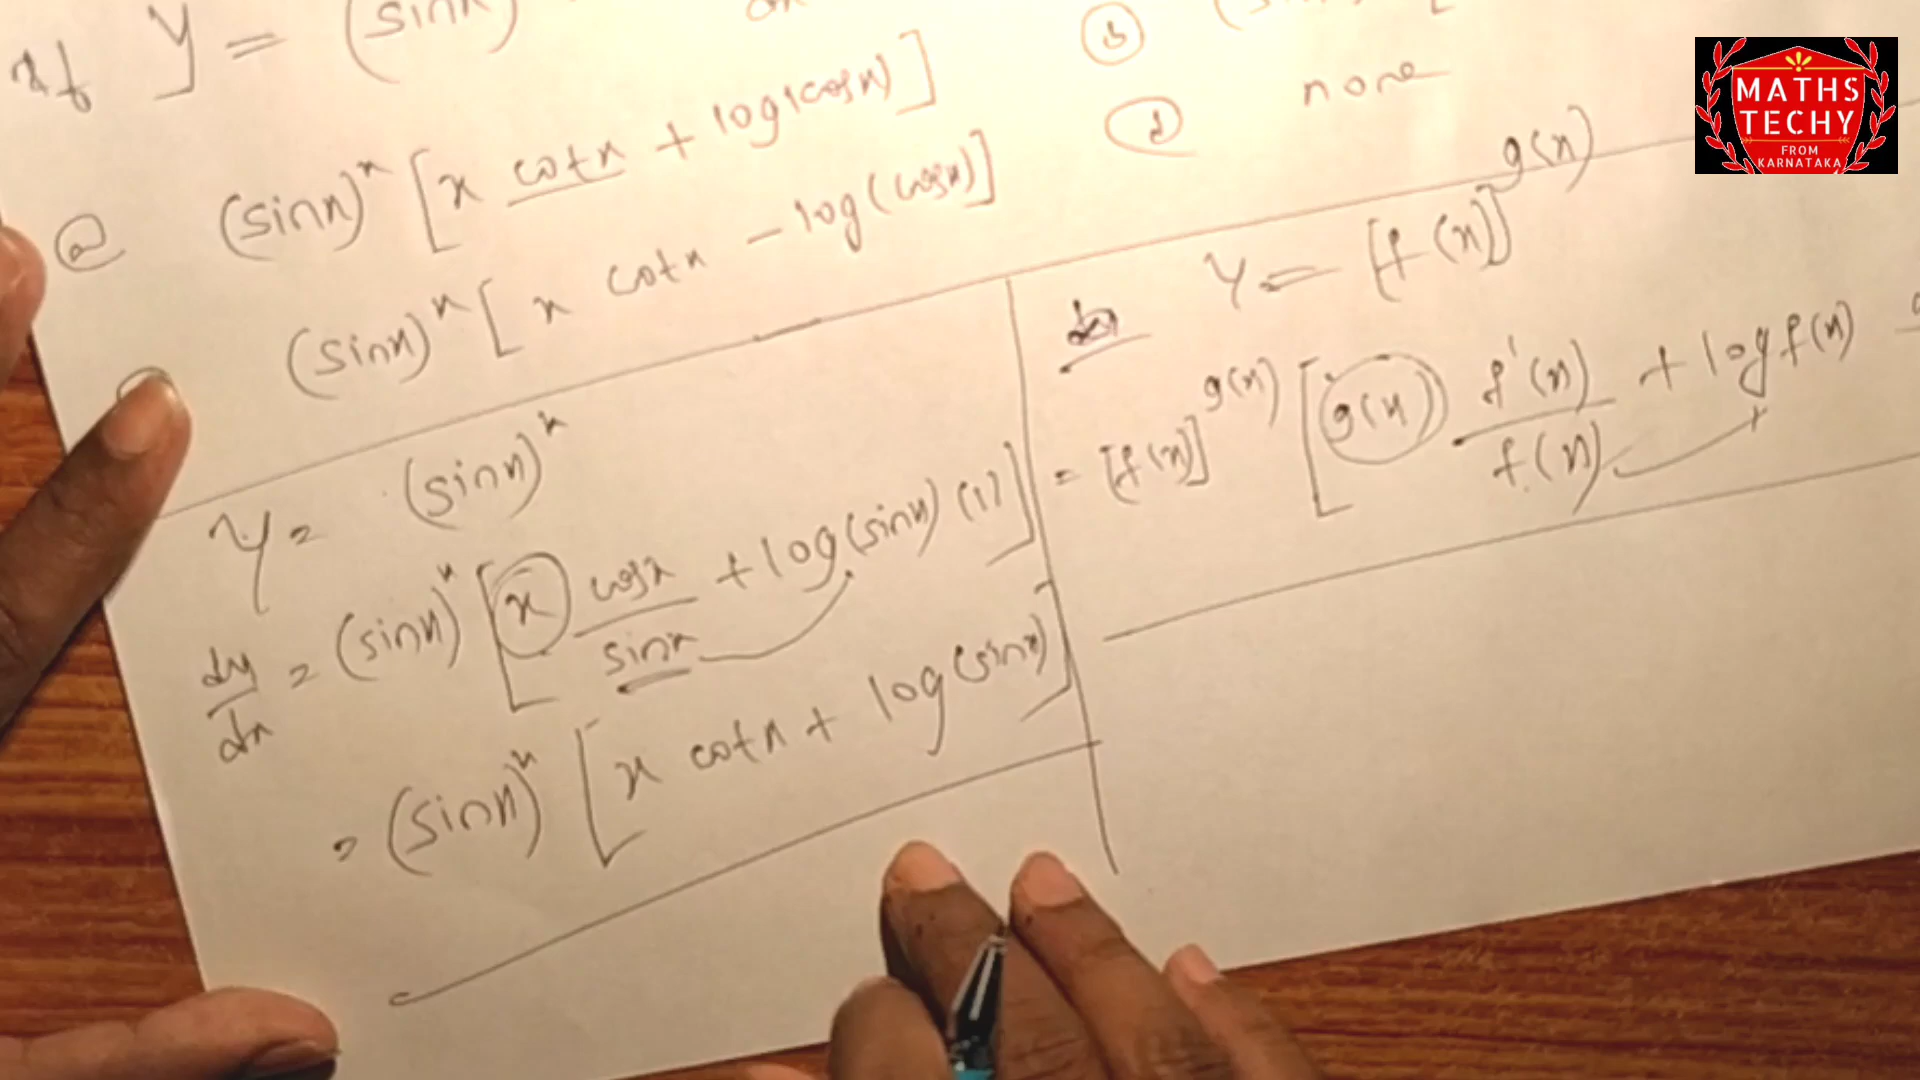 If Y = (sinx)
ⓐ (sinx)^x [x cotx + log(cosx)]
ⓑ (s
ⓓ none
(sinx)^x [x cotx - log(cosx)]
Y = (sinx)^x
dy/dx = (sinx)^x [x cosx/sinx + log(sinx) (1)]
= (sinx)^x [x cotx + log(sinx)]
Y = [f(x)]^g(x)
= [f(x)]^g(x) [g(x) f'(x)/f(x) + log f(x)
MATHS
TECHY
FROM
KARNATAKA